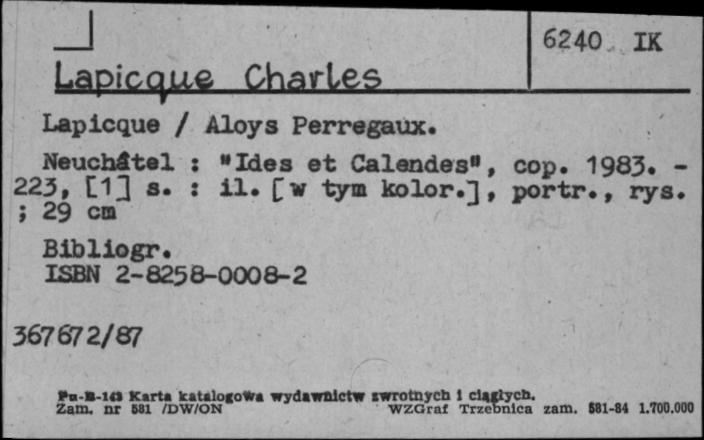 6240 IK
Lapicque Charles
Lapicque / Aloys Perregaux.
Neuchâtel : "Ides et Calendes", cop. 1983. -
223, [1] s. : il. [w tym kolor.], portr., rys.
; 29 cm
Bibliogr.
ISBN 2-8258-0008-2
367672/87
Pu-B-143 Karta katalogowa wydawnictw zwrotnych i ciągłych.
Zam. nr 581 /DW/ON WZGraf Trzebnica zam. 581-84 1.700.000